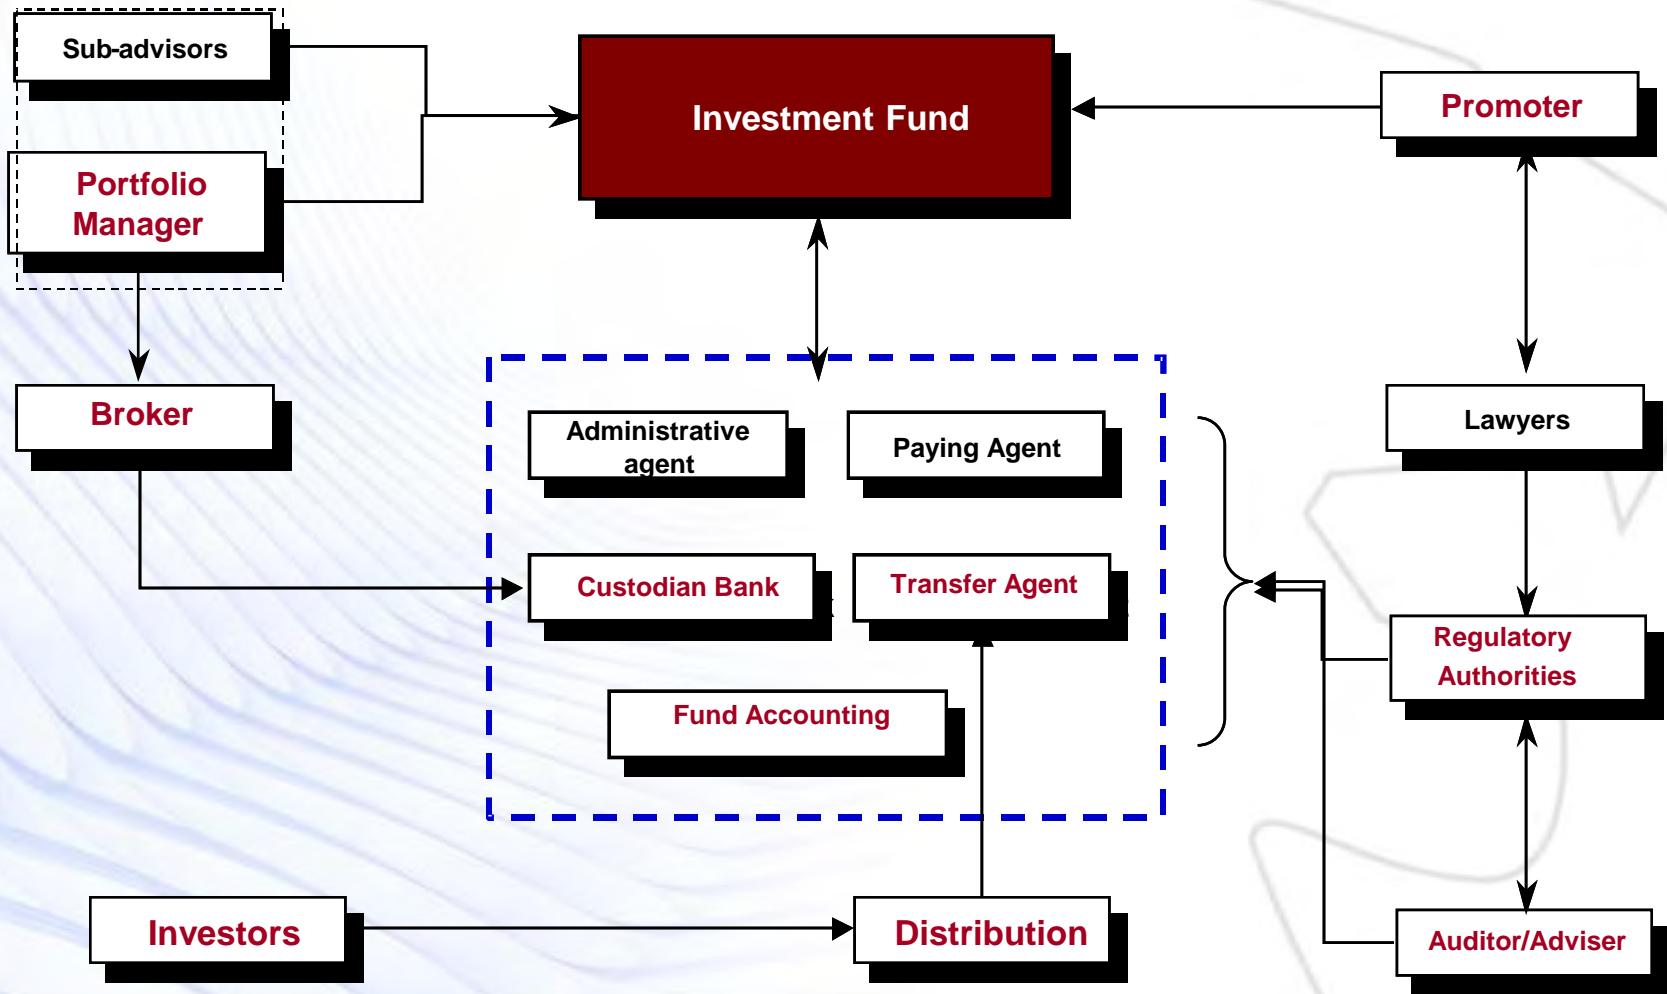 Sub-advisors
Investment Fund
Promoter
Portfolio
Manager
Broker
Administrative
agent
Paying Agent
Lawyers
Custodian Bank
Transfer Agent
Regulatory
Authorities
Fund Accounting
Investors
Distribution
Auditor/Adviser